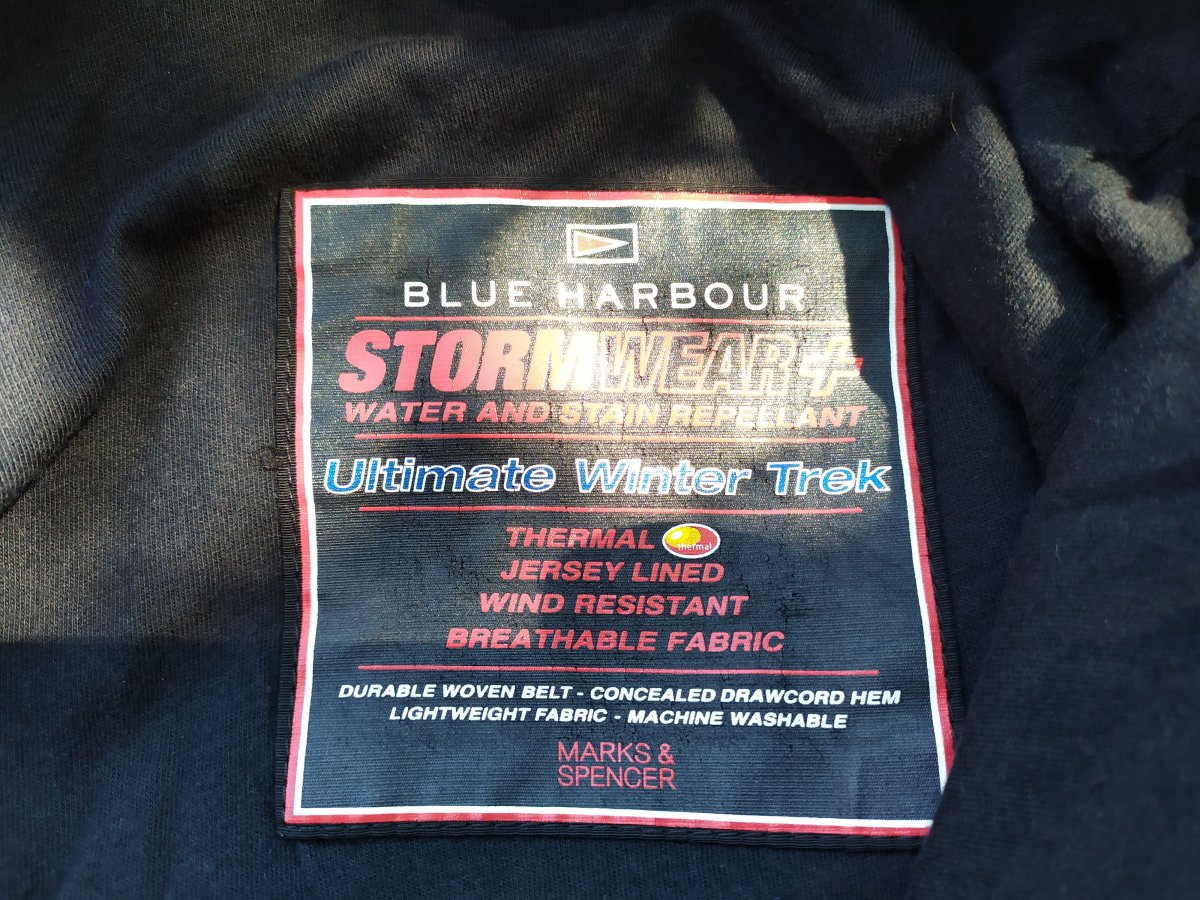 BLUE HARBOUR
STORMWEAR+
WATER AND STAIN REPELLANT
Ultimate Winter Trek
THERMAL thermal
JERSEY LINED
WIND RESISTANT
BREATHABLE FABRIC
DURABLE WOVEN BELT - CONCEALED DRAWCORD HEM
LIGHTWEIGHT FABRIC - MACHINE WASHABLE
MARKS &
SPENCER